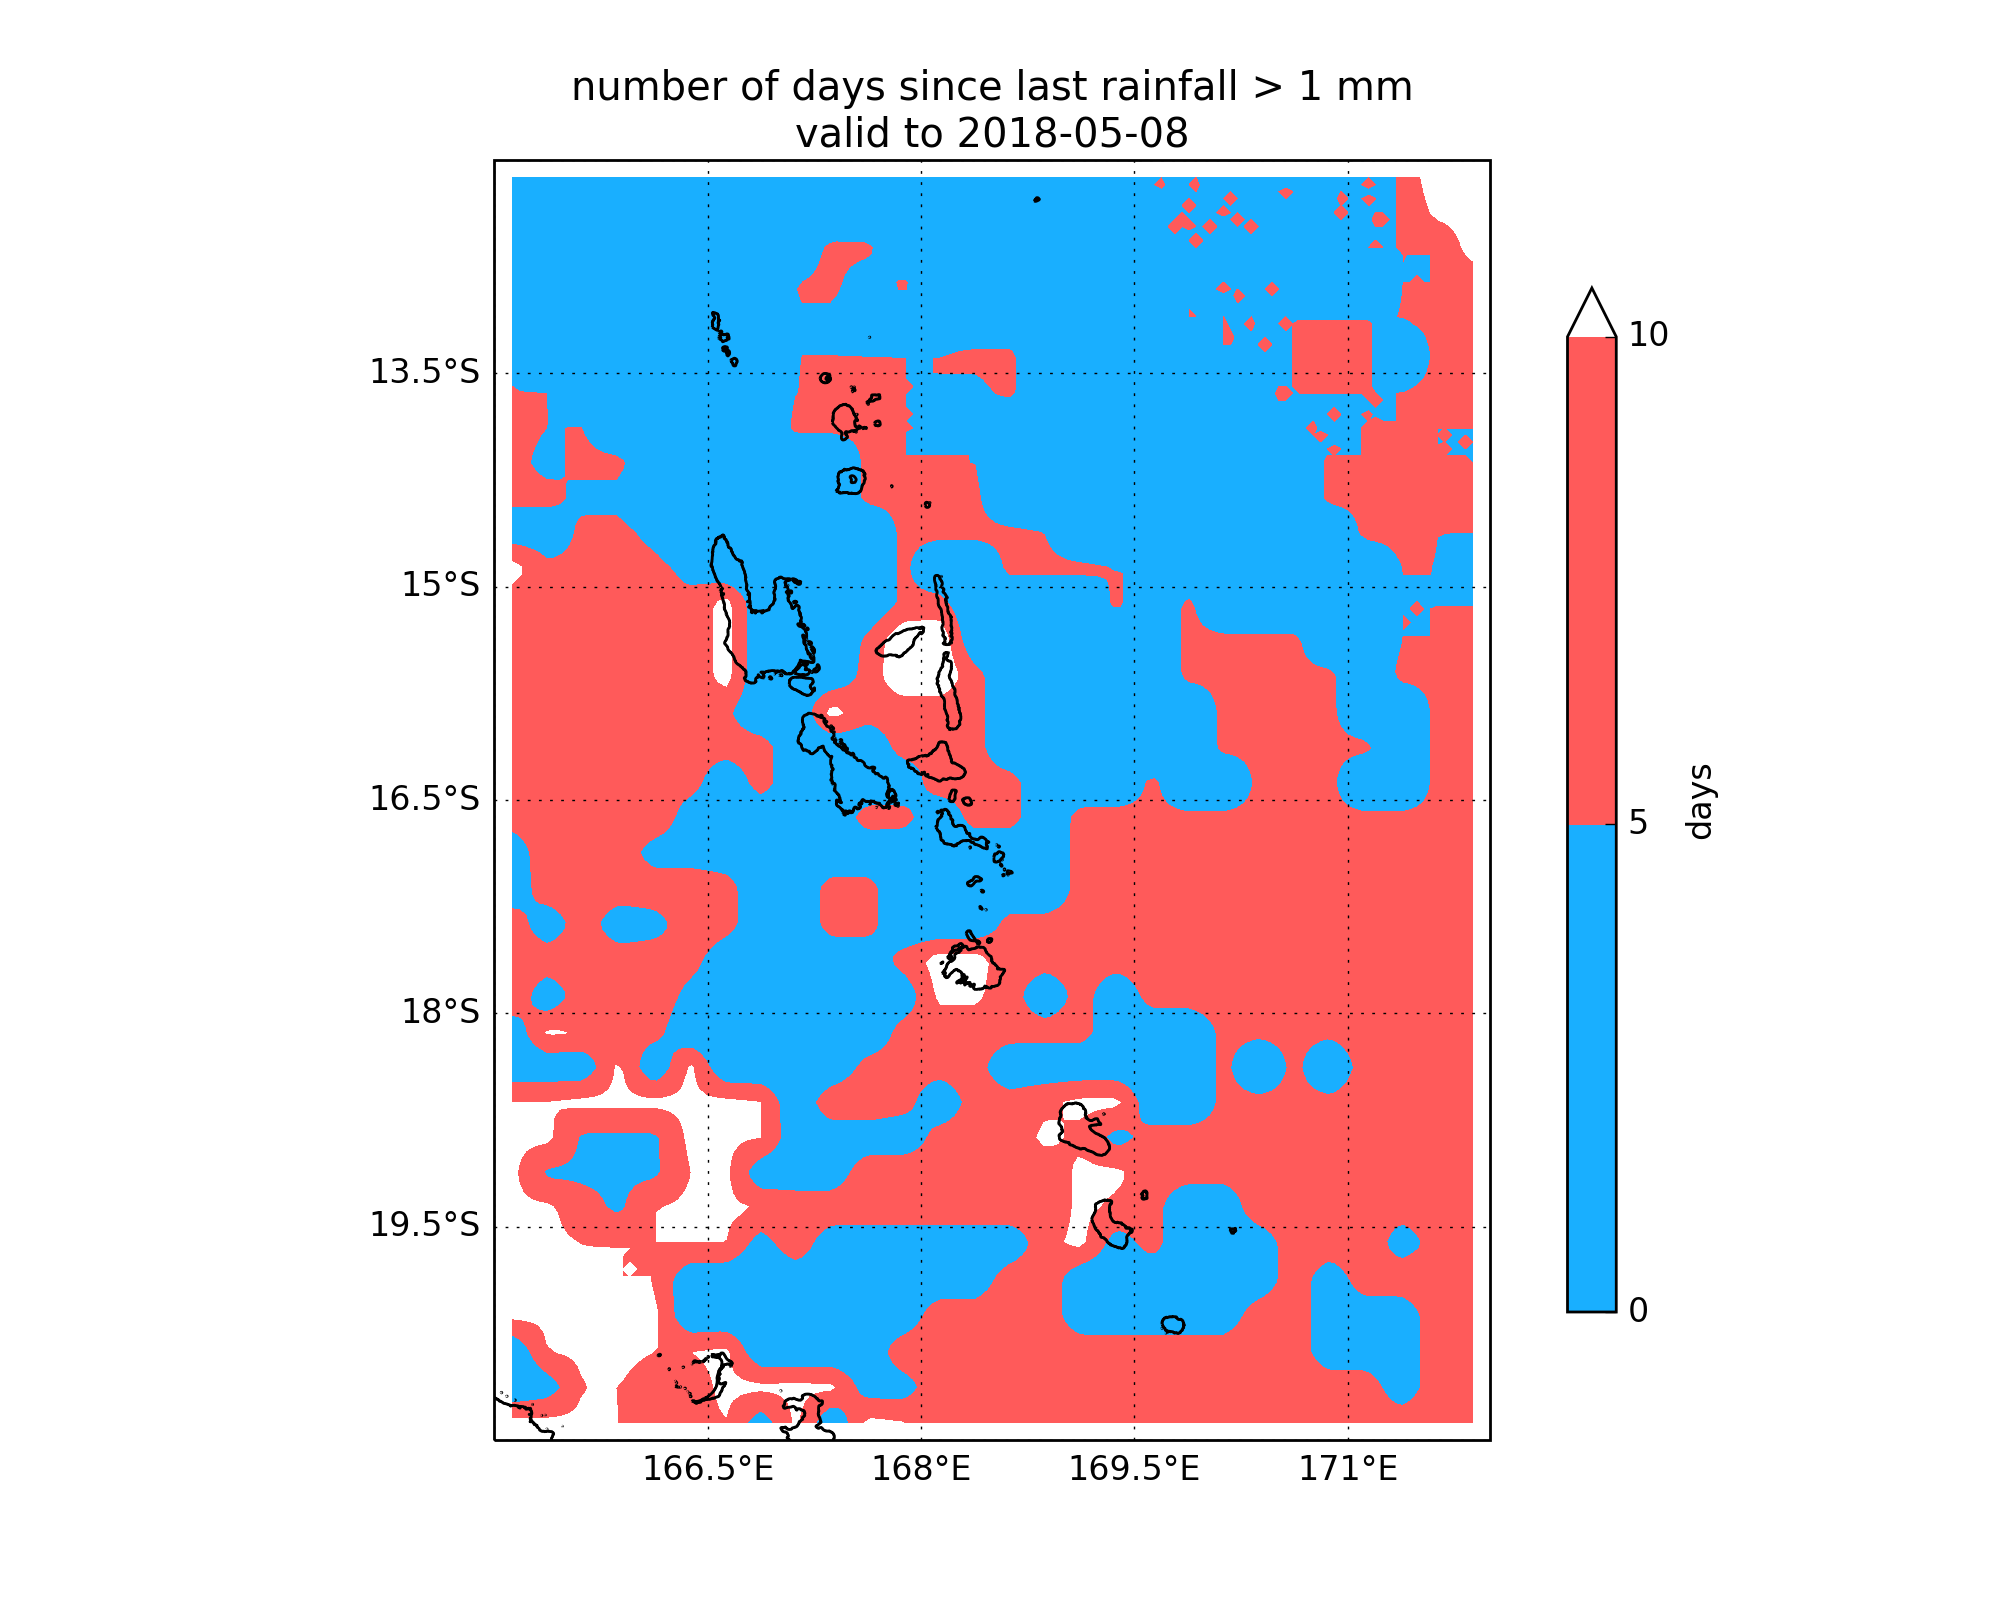 number of days since last rainfall > 1 mm
valid to 2018-05-08
13.5°S
15°S
16.5°S
18°S
19.5°S
166.5°E
168°E
169.5°E
171°E
10
5
0
days